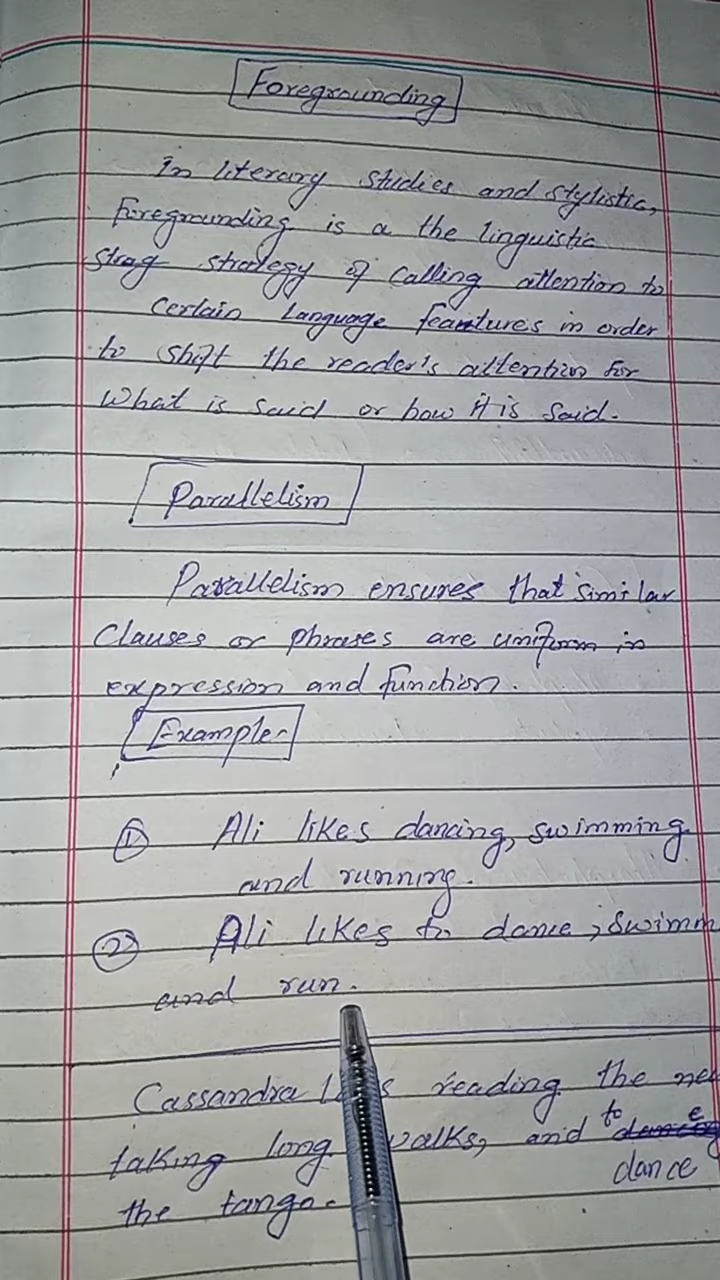 Foregrounding
In literary studies and stylistic,
Foregrounding is a the linguistic
strag strategy of calling attention to
certain language features in order
to shift the reader's attention for
what is said or how it is said.
Parallelism
Parallelism ensures that similar
clauses or phrases are uniform in
expression and function.
Example-
① Ali likes dancing, swimming
and running.
② Ali likes to dance, swimm
and run.
Cassandra reading the
taking long walks, and to
dance
the tango.